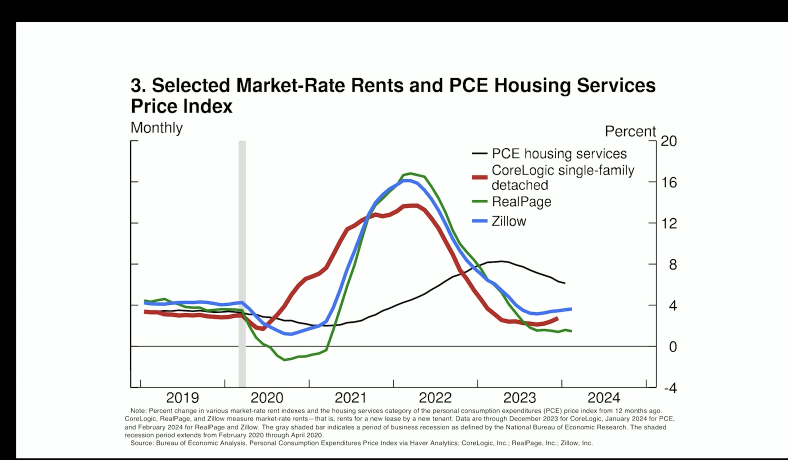 3. Selected Market-Rate Rents and PCE Housing Services
Price Index
Monthly
Percent
20
PCE housing services
CoreLogic single-family
detached
RealPage
Zillow
16
12
8
4
0
-4
2019 2020 2021 2022 2023 2024
Note: Percent change in various market-rate rent indexes and the housing services category of the personal consumption expenditures (PCE) price index from 12 months ago.
CoreLogic, RealPage, and Zillow measure market-rate rents—that is, rents for a new lease by a new tenant. Data are through December 2023 for CoreLogic, January 2024 for PCE,
and February 2024 for RealPage and Zillow. The gray shaded bar indicates a period of business recession as defined by the National Bureau of Economic Research. The shaded
recession period extends from February 2020 through April 2020.
Source: Bureau of Economic Analysis, Personal Consumption Expenditures Price Index via Haver Analytics; CoreLogic, Inc.; RealPage, Inc.; Zillow, Inc.